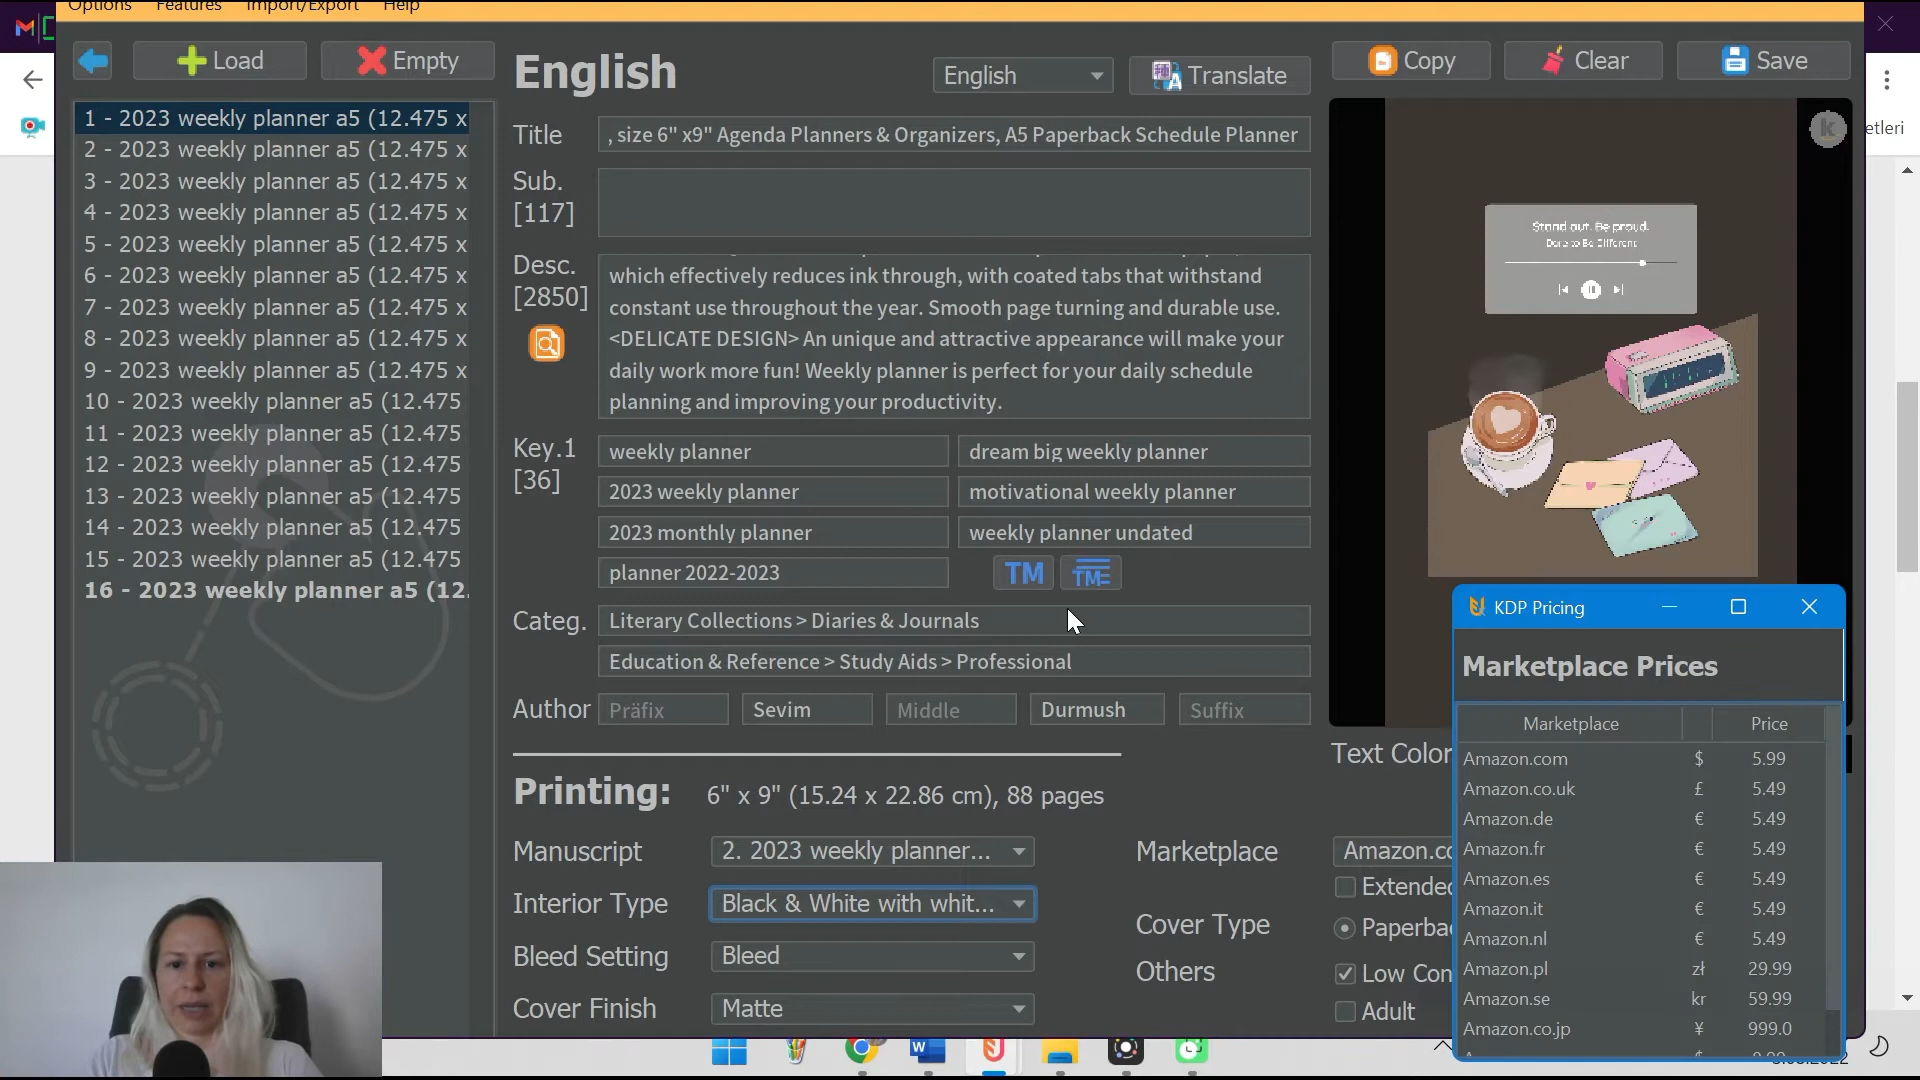 Options Features Import/Export Help
Load
Empty
English
English
Translate
Copy
Clear
Save
1 - 2023 weekly planner a5 (12.475 x
2 - 2023 weekly planner a5 (12.475 x
3 - 2023 weekly planner a5 (12.475 x
4 - 2023 weekly planner a5 (12.475 x
5 - 2023 weekly planner a5 (12.475 x
6 - 2023 weekly planner a5 (12.475 x
7 - 2023 weekly planner a5 (12.475 x
8 - 2023 weekly planner a5 (12.475 x
9 - 2023 weekly planner a5 (12.475 x
10 - 2023 weekly planner a5 (12.475
11 - 2023 weekly planner a5 (12.475
12 - 2023 weekly planner a5 (12.475
13 - 2023 weekly planner a5 (12.475
14 - 2023 weekly planner a5 (12.475
15 - 2023 weekly planner a5 (12.475
16 - 2023 weekly planner a5 (12.
Title
, size 6" x9" Agenda Planners & Organizers, A5 Paperback Schedule Planner
Sub.
[117]
Desc.
[2850]
which effectively reduces ink through, with coated tabs that withstand
constant use throughout the year. Smooth page turning and durable use.
<DELICATE DESIGN> An unique and attractive appearance will make your
daily work more fun! Weekly planner is perfect for your daily schedule
planning and improving your productivity.
Key.1
[36]
weekly planner
dream big weekly planner
2023 weekly planner
motivational weekly planner
2023 monthly planner
weekly planner undated
planner 2022-2023
TM
TM
Categ.
Literary Collections > Diaries & Journals
Education & Reference > Study Aids > Professional
Author
Präfix
Sevim
Middle
Durmush
Suffix
Printing:
6" x 9" (15.24 x 22.86 cm), 88 pages
Manuscript
2. 2023 weekly planner...
Interior Type
Black & White with whit...
Bleed Setting
Bleed
Cover Finish
Matte
Marketplace
Amazon.co
Extended
Cover Type
Paperba
Others
Low Con
Adult
k
Stand out. Be proud.
Dare to Be Different
Text Color
etleri
KDP Pricing
Marketplace Prices
Marketplace Price
Amazon.com $ 5.99
Amazon.co.uk £ 5.49
Amazon.de € 5.49
Amazon.fr € 5.49
Amazon.es € 5.49
Amazon.it € 5.49
Amazon.nl € 5.49
Amazon.pl zł 29.99
Amazon.se kr 59.99
Amazon.co.jp ¥ 999.0